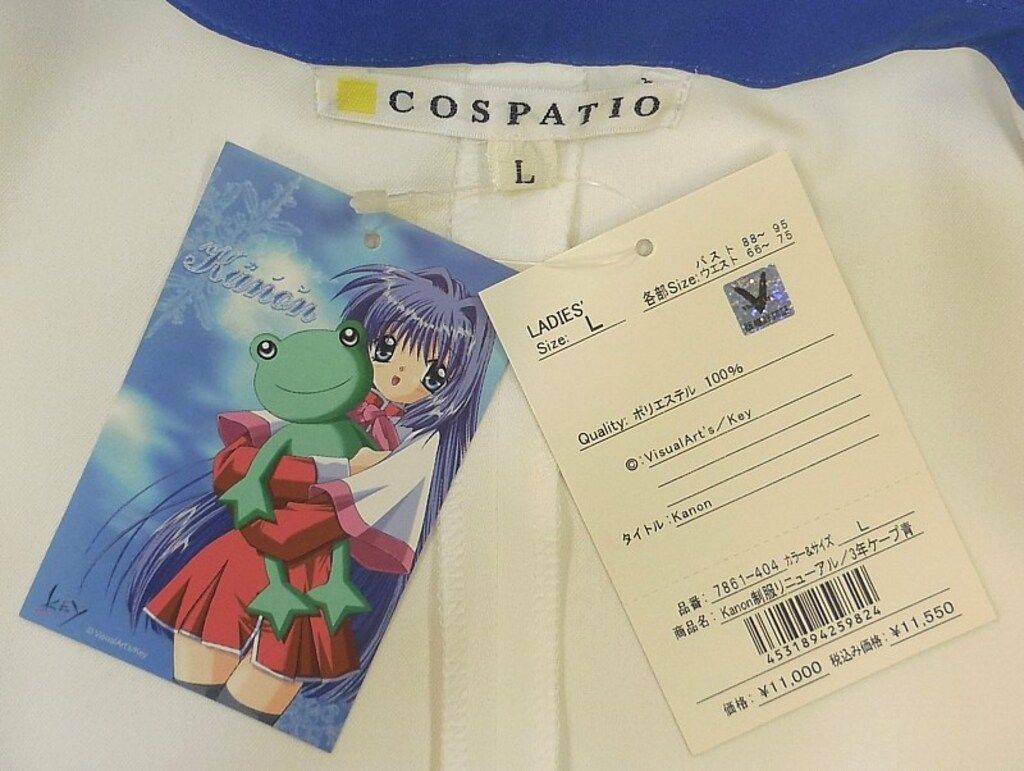 COSPATIO
L
Kanon
KEY
©VisualArt's/Key
LADIES'
Size: L
各部Size: バスト 88~ 95
ウエスト 66~ 75
Quality: ポリエステル 100%
©:VisualArt's/Key
タイトル:Kanon
品番: 7861-404 カラー&サイズ L
商品名: Kanon制服リニューアル/3年ケープ青
4531894259824
価格: ¥11,000 税込み価格: ¥11,550